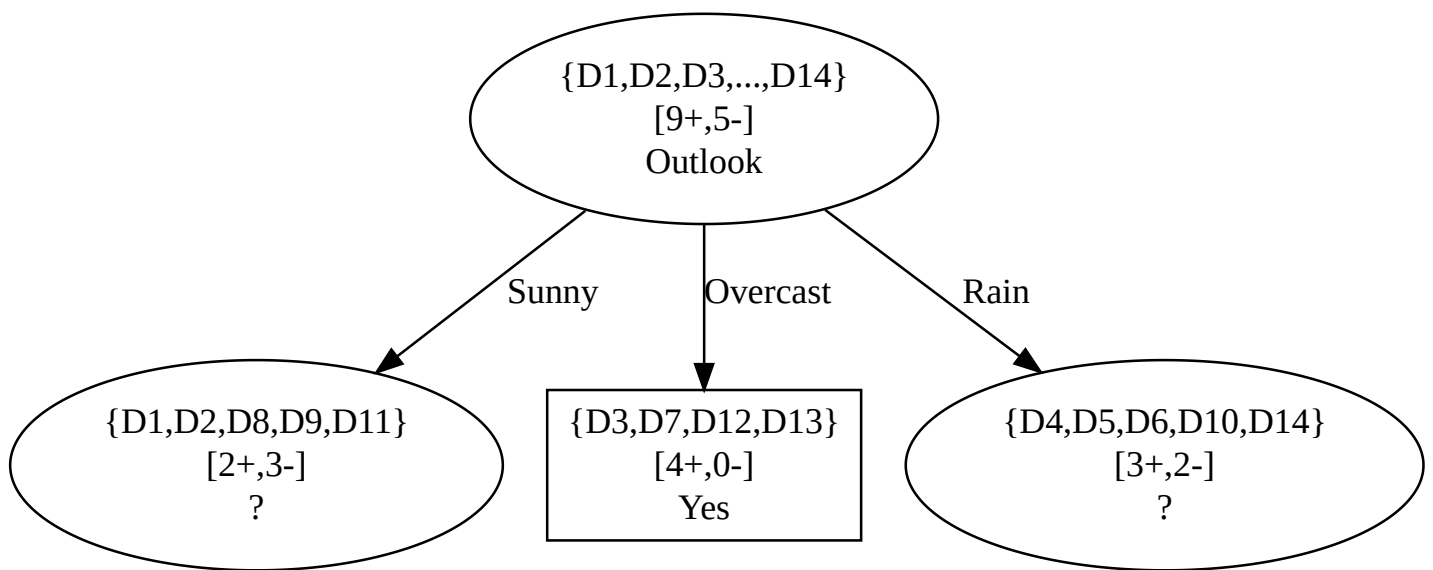 {D1,D2,D3,...,D14}
[9+,5-]
Outlook
Sunny
Overcast
Rain
{D1,D2,D8,D9,D11}
[2+,3-]
?
{D3,D7,D12,D13}
[4+,0-]
Yes
{D4,D5,D6,D10,D14}
[3+,2-]
?